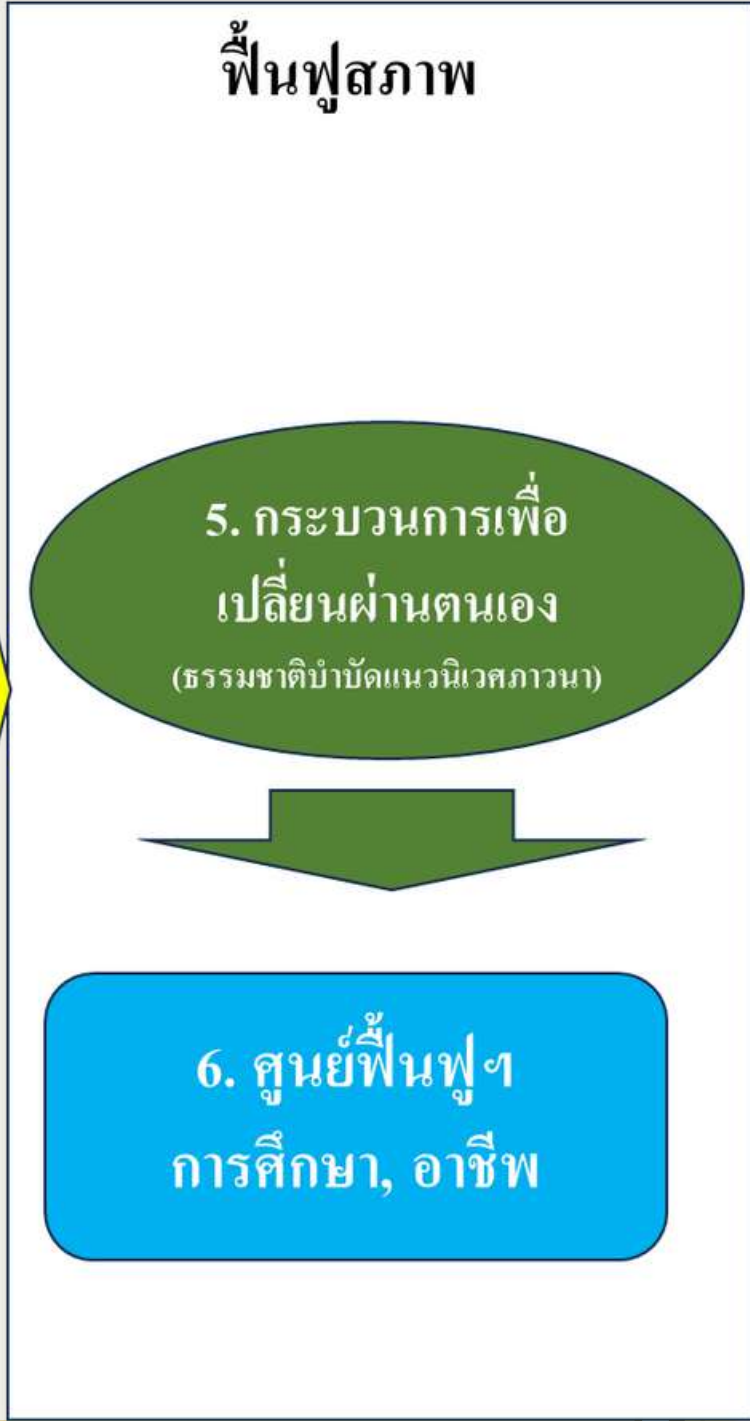 ฟื้นฟูสภาพ
5. กระบวนการเพื่อ
เปลี่ยนผ่านตนเอง
(ธรรมชาติบำบัดแนวนิเวศภาวนา)
6. ศูนย์ฟื้นฟูฯ
การศึกษา, อาชีพ